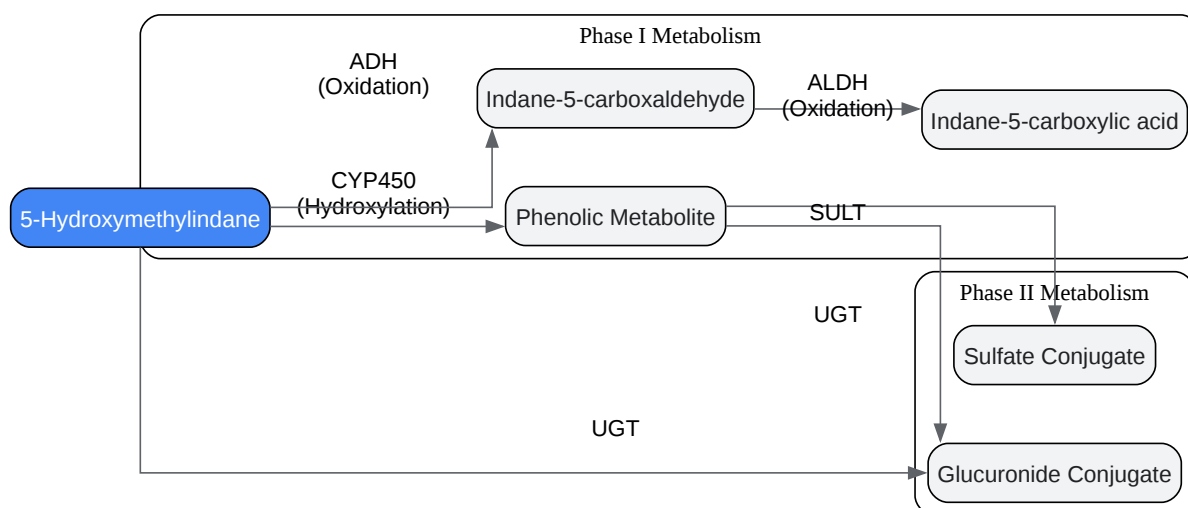 Phase I Metabolism
ADH
(Oxidation)
Indane-5-carboxaldehyde
ALDH
(Oxidation)
Indane-5-carboxylic acid
5-Hydroxymethylindane
CYP450
(Hydroxylation)
Phenolic Metabolite
SULT
Phase II Metabolism
UGT
Sulfate Conjugate
UGT
Glucuronide Conjugate